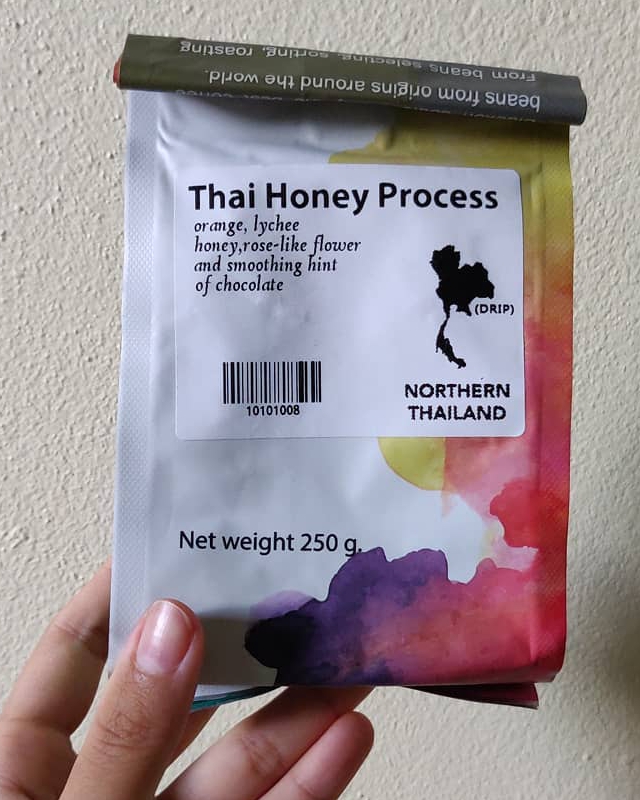 From beans selecting, sorting, roasting
beans from origins around the world.
Thai Honey Process
orange, lychee
honey,rose-like flower
and smoothing hint
of chocolate
(DRIP)
10101008
NORTHERN
THAILAND
Net weight 250 g.